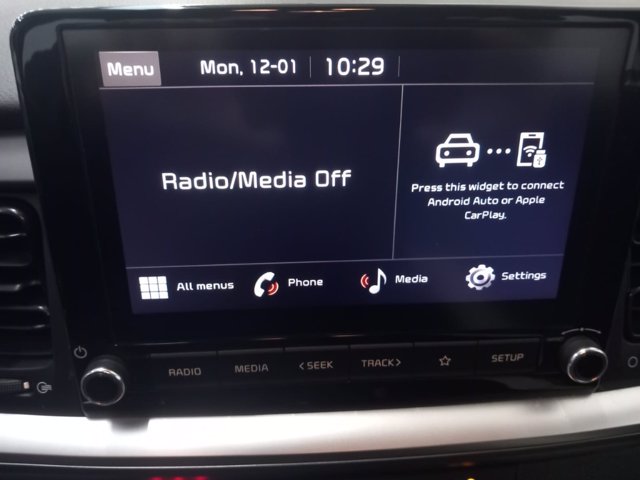 Menu Mon, 12-01 10:29
Radio/Media Off
Press this widget to connect
Android Auto or Apple
CarPlay.
All menus Phone Media Settings
RADIO MEDIA <SEEK TRACK> SETUP